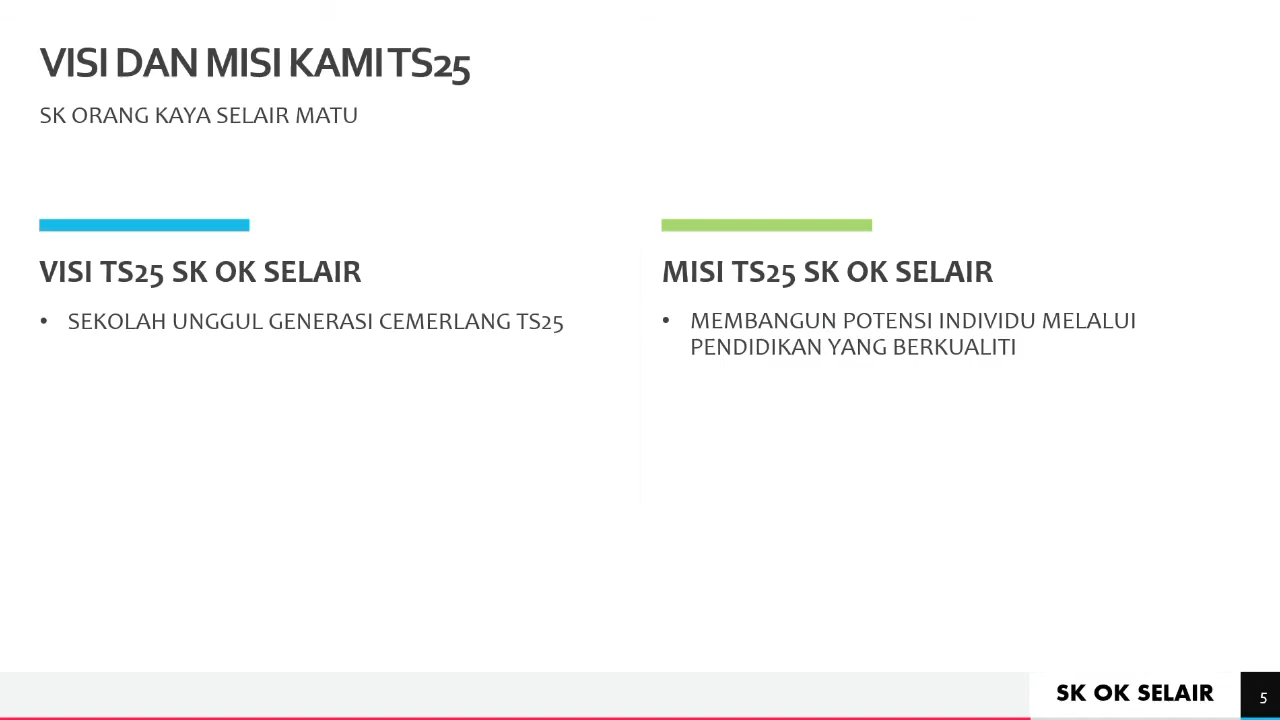 VISI DAN MISI KAMI TS25
SK ORANG KAYA SELAIR MATU
VISI TS25 SK OK SELAIR
• SEKOLAH UNGGUL GENERASI CEMERLANG TS25
MISI TS25 SK OK SELAIR
• MEMBANGUN POTENSI INDIVIDU MELALUI
PENDIDIKAN YANG BERKUALITI
SK OK SELAIR
5